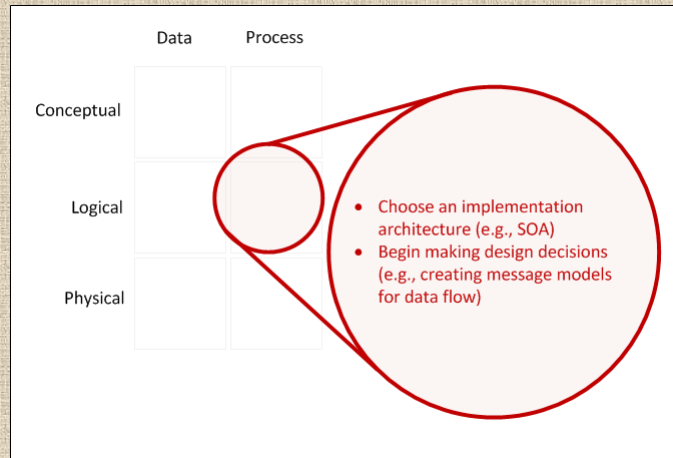 Data Process
Conceptual
Logical
• Choose an implementation
architecture (e.g., SOA)
• Begin making design decisions
(e.g., creating message models
for data flow)
Physical